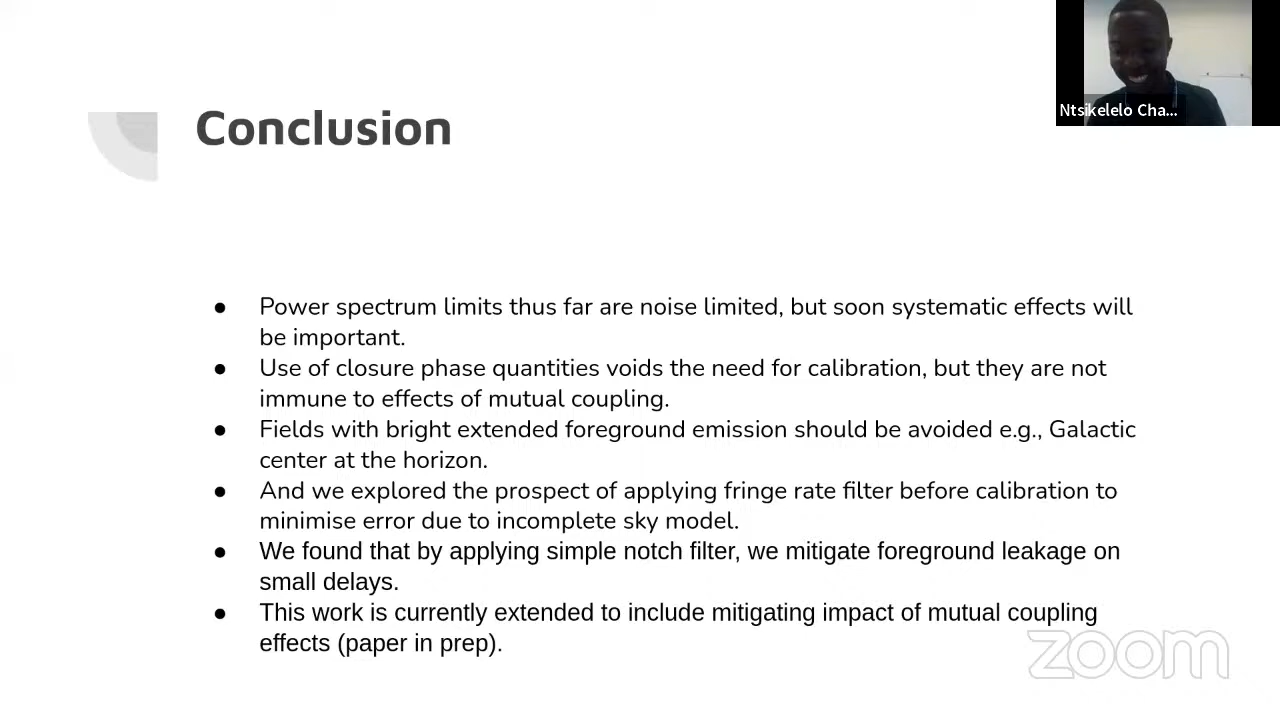 Ntsikelelo Cha...
Conclusion
● Power spectrum limits thus far are noise limited, but soon systematic effects will
be important.
● Use of closure phase quantities voids the need for calibration, but they are not
immune to effects of mutual coupling.
● Fields with bright extended foreground emission should be avoided e.g., Galactic
center at the horizon.
● And we explored the prospect of applying fringe rate filter before calibration to
minimise error due to incomplete sky model.
● We found that by applying simple notch filter, we mitigate foreground leakage on
small delays.
● This work is currently extended to include mitigating impact of mutual coupling
effects (paper in prep).
zoom